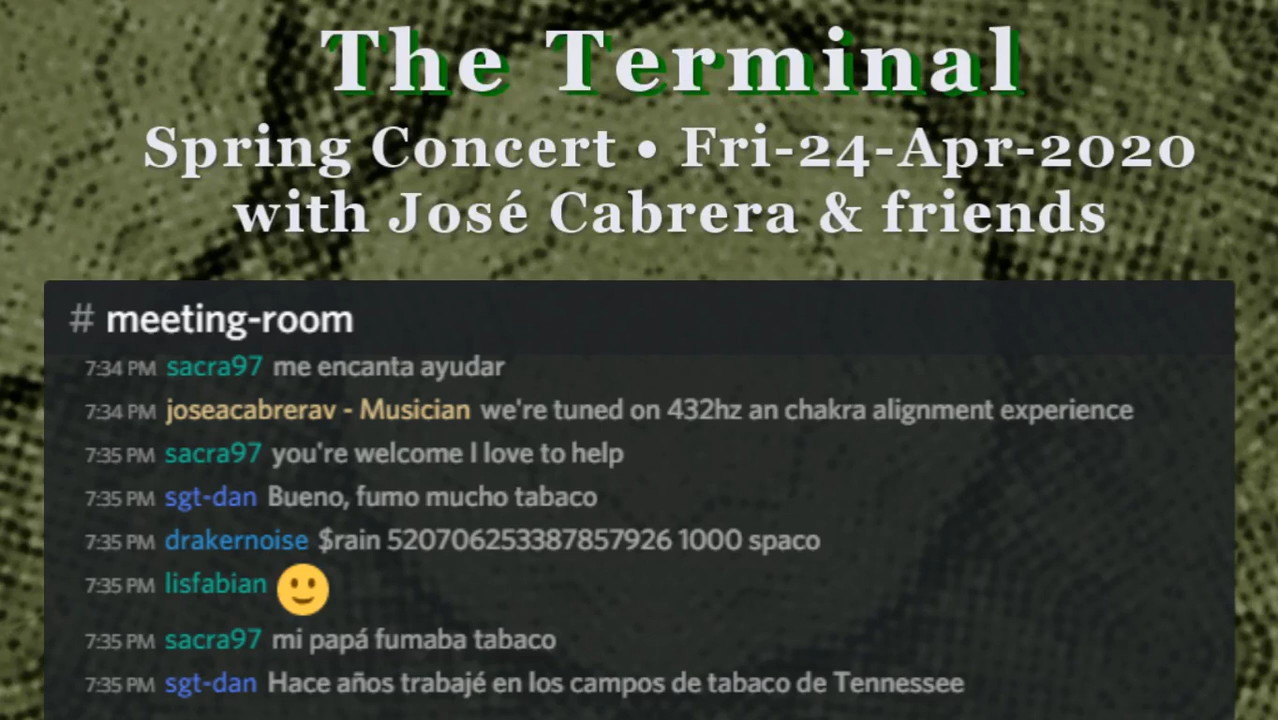 The Terminal
Spring Concert • Fri-24-Apr-2020
with José Cabrera & friends
# meeting-room
7:34 PM sacra97 me encanta ayudar
7:34 PM joseacabrerav - Musician we're tuned on 432hz an chakra alignment experience
7:35 PM sacra97 you're welcome I love to help
7:35 PM sgt-dan Bueno, fumo mucho tabaco
7:35 PM drakernoise $rain 520706253387857926 1000 spaco
7:35 PM lisfabian 🙂
7:35 PM sacra97 mi papá fumaba tabaco
7:35 PM sgt-dan Hace años trabajé en los campos de tabaco de Tennessee